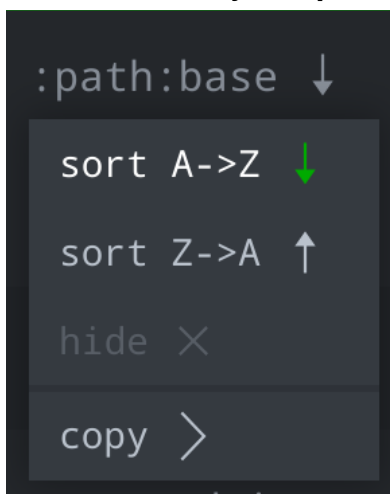 :path:base ↓
sort A->Z ↓
sort Z->A ↑
hide ×
copy >